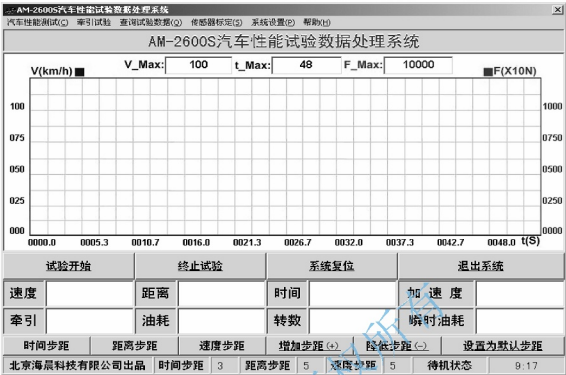 AM-2600S汽车性能试验数据处理系统
汽车性能测试(C) 牵引试验 查询试验数据(Q) 传感器标定(S) 系统设置(P) 帮助(H)
AM-2600S汽车性能试验数据处理系统
V(km/h) V_Max: 100 t_Max: 48 F_Max: 10000 F(X10N)
100 1000
075 0750
050 0500
025 0250
000 0000
0000.0 0005.3 0010.7 0016.0 0021.3 0026.7 0032.0 0037.3 0042.7 0048.0 t(S)
试验开始 终止试验 系统复位 退出系统
速度 距离 时间 加速度
牵引 油耗 转数 瞬时油耗
时间步距 距离步距 速度步距 增加步距(+) 降低步距(-) 设置为默认步距
北京海晨科技有限公司出品 时间步距 3 距离步距 5 速度步距 5 待机状态 9:17